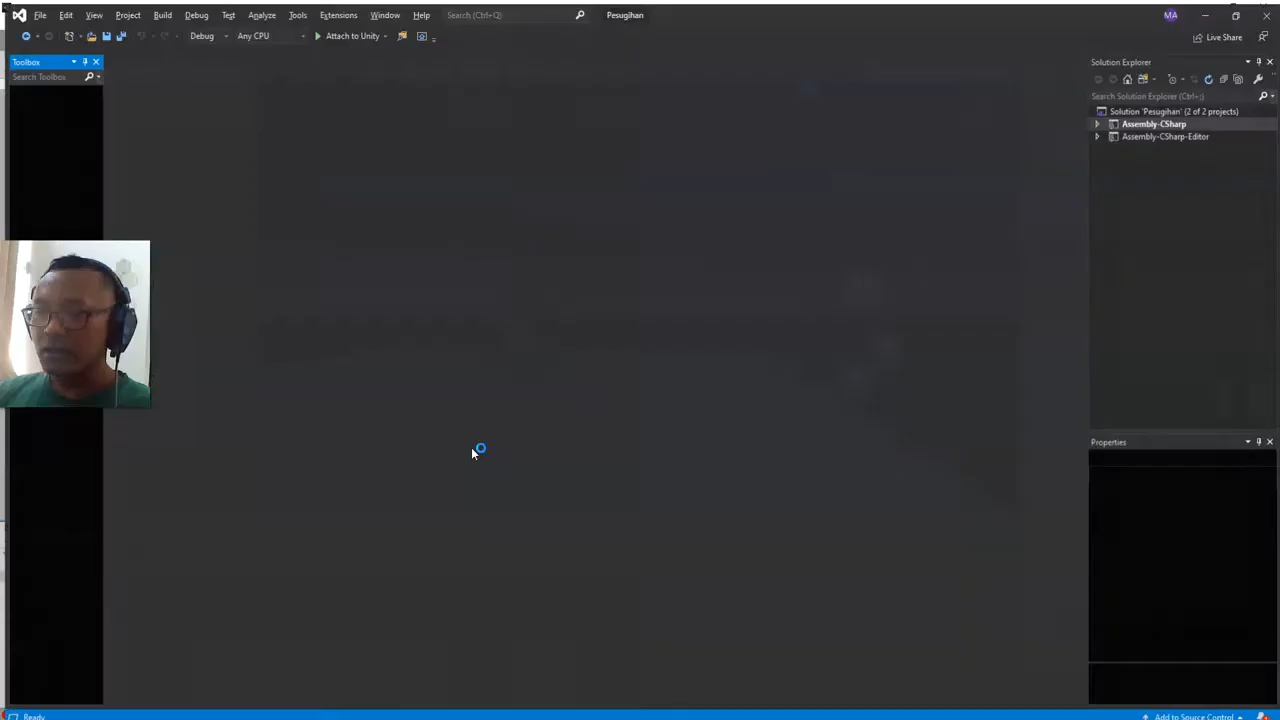 File Edit View Project Build Debug Test Analyze Tools Extensions Window Help Search (Ctrl+Q) Pesugihan MA
Debug Any CPU Attach to Unity Live Share
Toolbox
Search Toolbox
Solution Explorer
Search Solution Explorer (Ctrl+;)
Solution 'Pesugihan' (2 of 2 projects)
Assembly-CSharp
Assembly-CSharp-Editor
Properties
Ready Add to Source Control